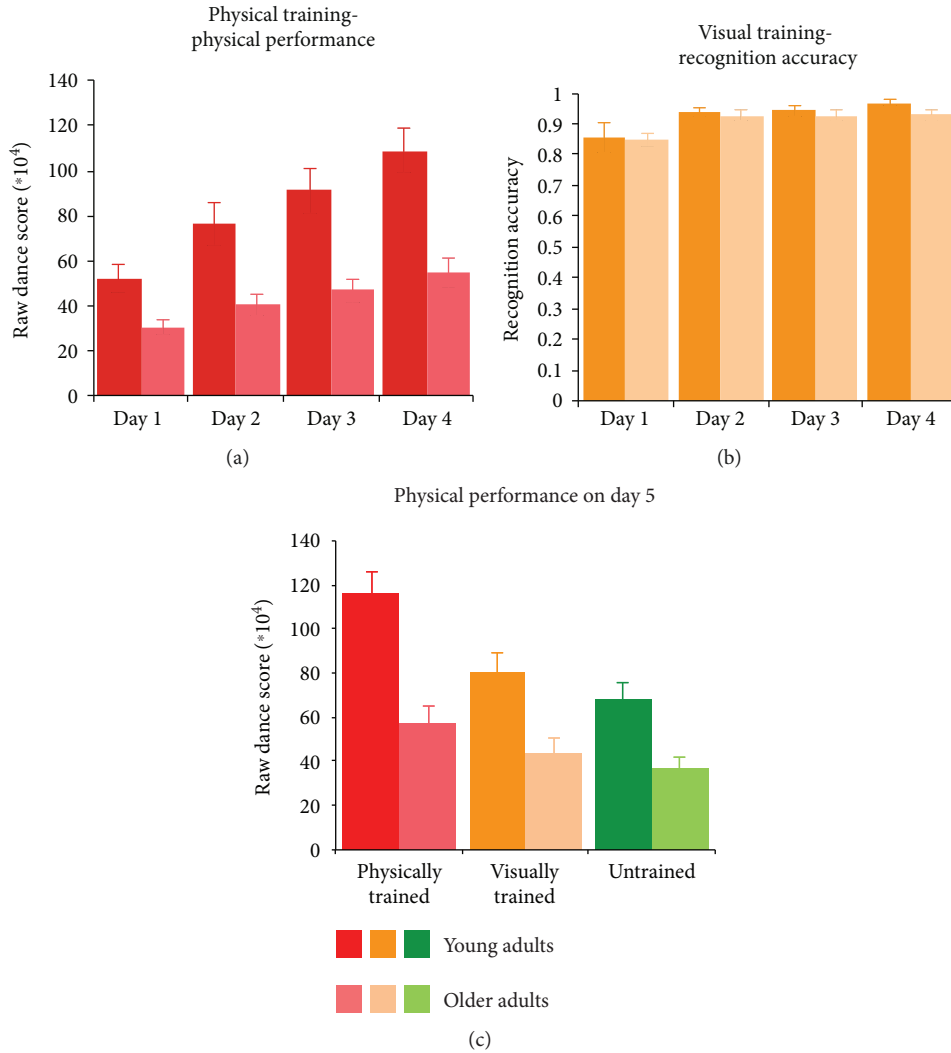 Physical training-
physical performance
Raw dance score (*10⁴)
140
120
100
80
60
40
20
0
Day 1 Day 2 Day 3 Day 4
(a)
Visual training-
recognition accuracy
Recognition accuracy
1
0.9
0.8
0.7
0.6
0.5
0.4
0.3
0.2
0.1
0
Day 1 Day 2 Day 3 Day 4
(b)
Physical performance on day 5
Raw dance score (*10⁴)
140
120
100
80
60
40
20
0
Physically
trained
Visually
trained
Untrained
Young adults
Older adults
(c)